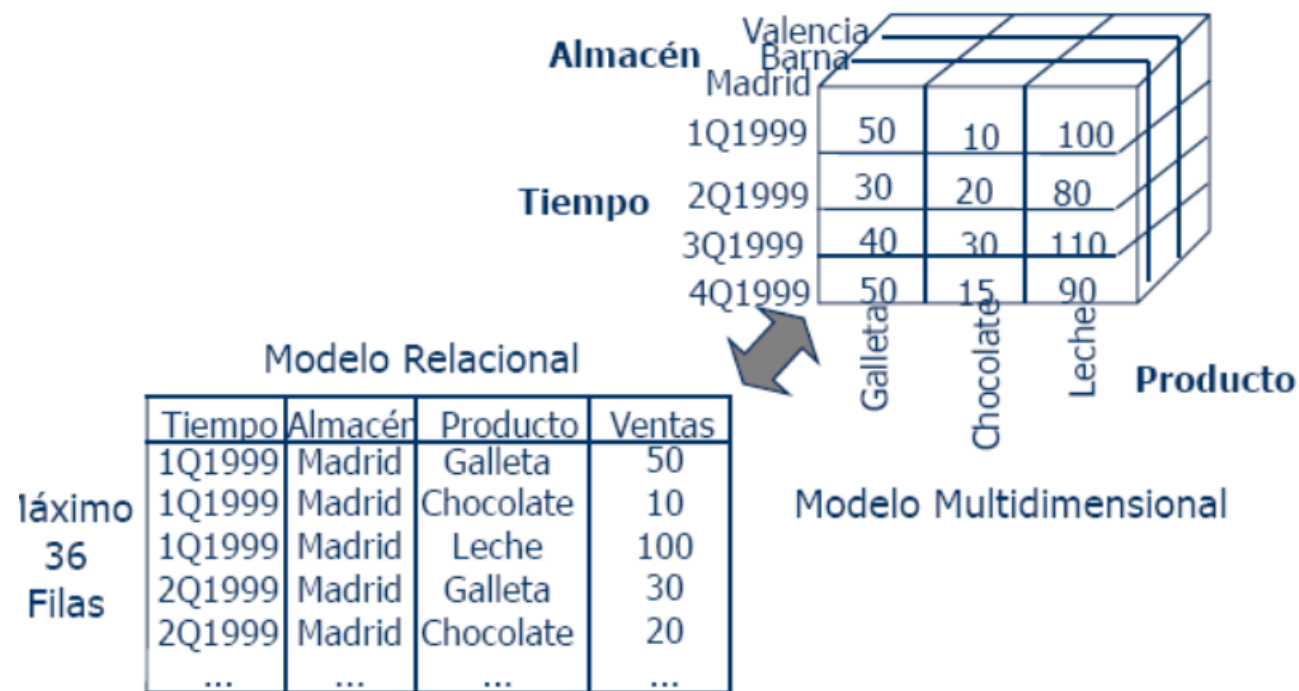 Valencia
Almacén Barna
Madrid
1Q1999 50 10 100
Tiempo 2Q1999 30 20 80
3Q1999 40 30 110
4Q1999 50 15 90
Galleta Chocolate Leche Producto
Modelo Multidimensional
Modelo Relacional
Tiempo Almacén Producto Ventas
1Q1999 Madrid Galleta 50
1Q1999 Madrid Chocolate 10
1Q1999 Madrid Leche 100
2Q1999 Madrid Galleta 30
2Q1999 Madrid Chocolate 20
... ... ... ...
áximo
36
Filas